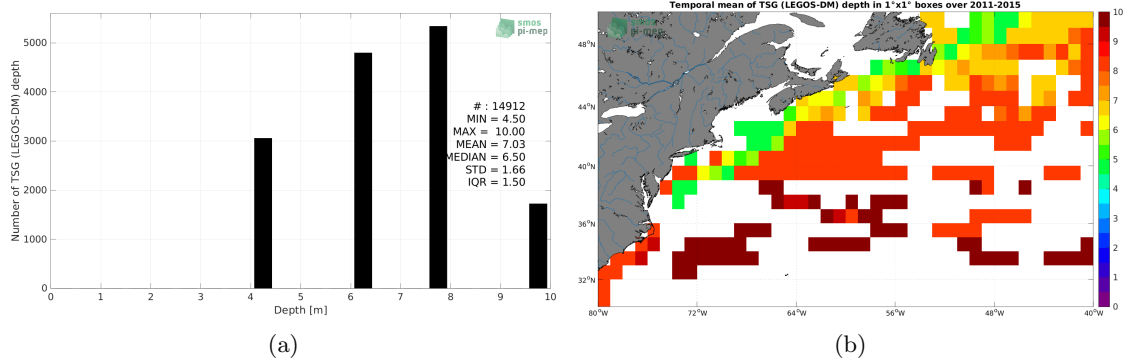 smos
pi-mep
Number of TSG (LEGOS-DM) depth
5000
4000
3000
2000
1000
0
# : 14912
MIN = 4.50
MAX = 10.00
MEAN = 7.03
MEDIAN = 6.50
STD = 1.66
IQR = 1.50
0 1 2 3 4 5 6 7 8 9 10
Depth [m]
(a)
Temporal mean of TSG (LEGOS-DM) depth in 1°x1° boxes over 2011-2015
smos
pi-mep
48°N
44°N
40°N
36°N
32°N
80°W 72°W 64°W 56°W 48°W 40°W
10
9
8
7
6
5
4
3
2
1
0
(b)